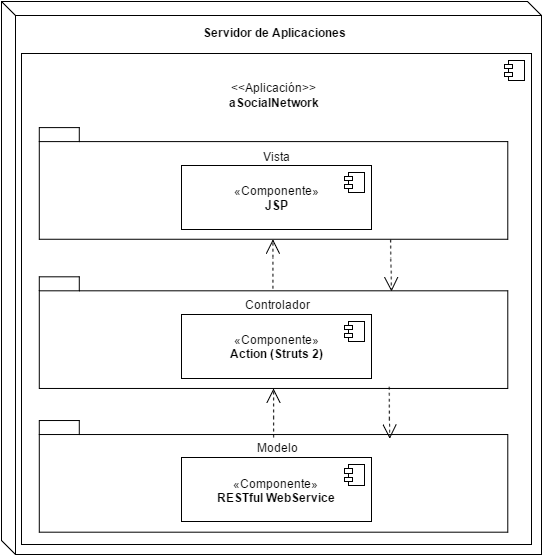 Servidor de Aplicaciones
<<Aplicación>>
aSocialNetwork
Vista
«Componente»
JSP
Controlador
«Componente»
Action (Struts 2)
Modelo
«Componente»
RESTful WebService